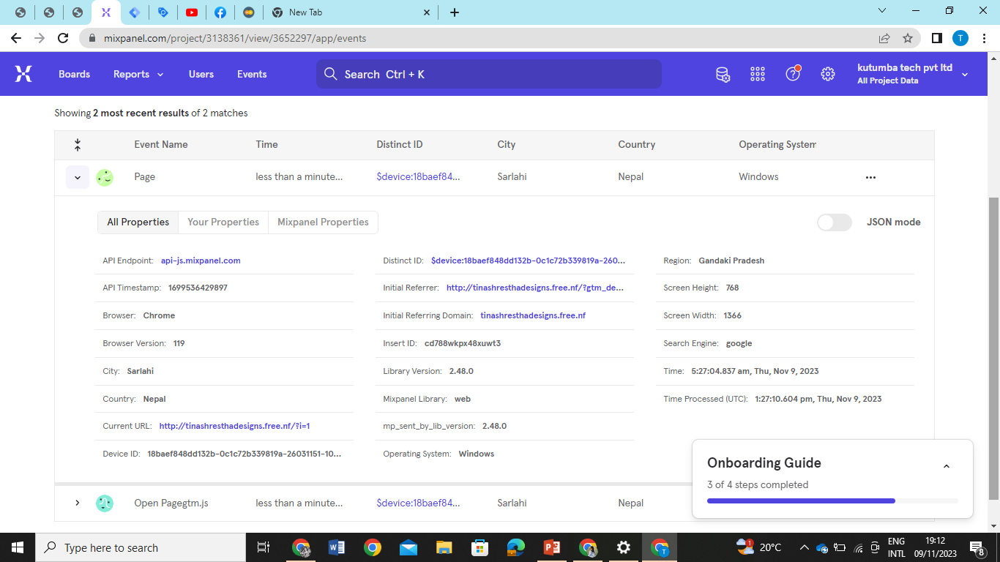 New Tab
mixpanel.com/project/3138361/view/3652297/app/events
T
Boards Reports Users Events Search Ctrl + K kutumba tech pvt ltd
All Project Data
Showing 2 most recent results of 2 matches
Event Name Time Distinct ID City Country Operating System
Page less than a minute... $device:18baef84... Sarlahi Nepal Windows
All Properties Your Properties Mixpanel Properties JSON mode
API Endpoint: api-js.mixpanel.com
API Timestamp: 1699536429897
Browser: Chrome
Browser Version: 119
City: Sarlahi
Country: Nepal
Current URL: http://tinashresthadesigns.free.nf/?i=1
Device ID: 18baef848dd132b-0c1c72b339819a-26031151-10...
Distinct ID: $device:18baef848dd132b-0c1c72b339819a-260...
Initial Referrer: http://tinashresthadesigns.free.nf/?gtm_de...
Initial Referring Domain: tinashresthadesigns.free.nf
Insert ID: cd788wkpx48xuwt3
Library Version: 2.48.0
Mixpanel Library: web
mp_sent_by_lib_version: 2.48.0
Operating System: Windows
Region: Gandaki Pradesh
Screen Height: 768
Screen Width: 1366
Search Engine: google
Time: 5:27:04.837 am, Thu, Nov 9, 2023
Time Processed (UTC): 1:27:10.604 pm, Thu, Nov 9, 2023
Open Pagegtm.js less than a minute... $device:18baef84... Sarlahi Nepal
Onboarding Guide
3 of 4 steps completed
Type here to search
1
20°C
ENG
INTL
19:12
09/11/2023
8